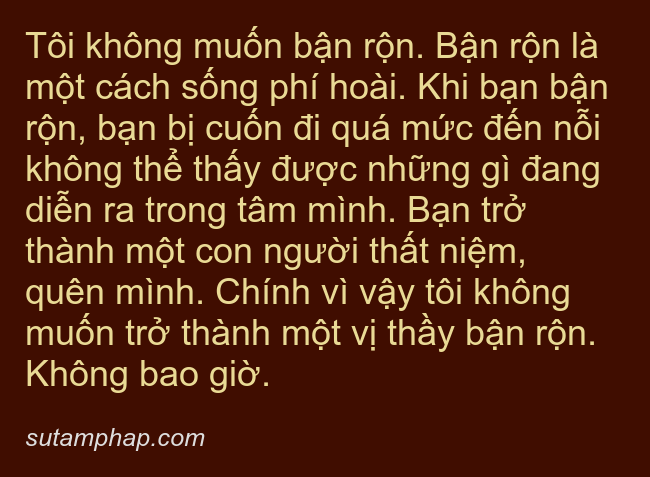 Tôi không muốn bận rộn. Bận rộn là
một cách sống phí hoài. Khi bạn bận
rộn, bạn bị cuốn đi quá mức đến nỗi
không thể thấy được những gì đang
diễn ra trong tâm mình. Bạn trở
thành một con người thất niệm,
quên mình. Chính vì vậy tôi không
muốn trở thành một vị thầy bận rộn.
Không bao giờ.
sutamphap.com